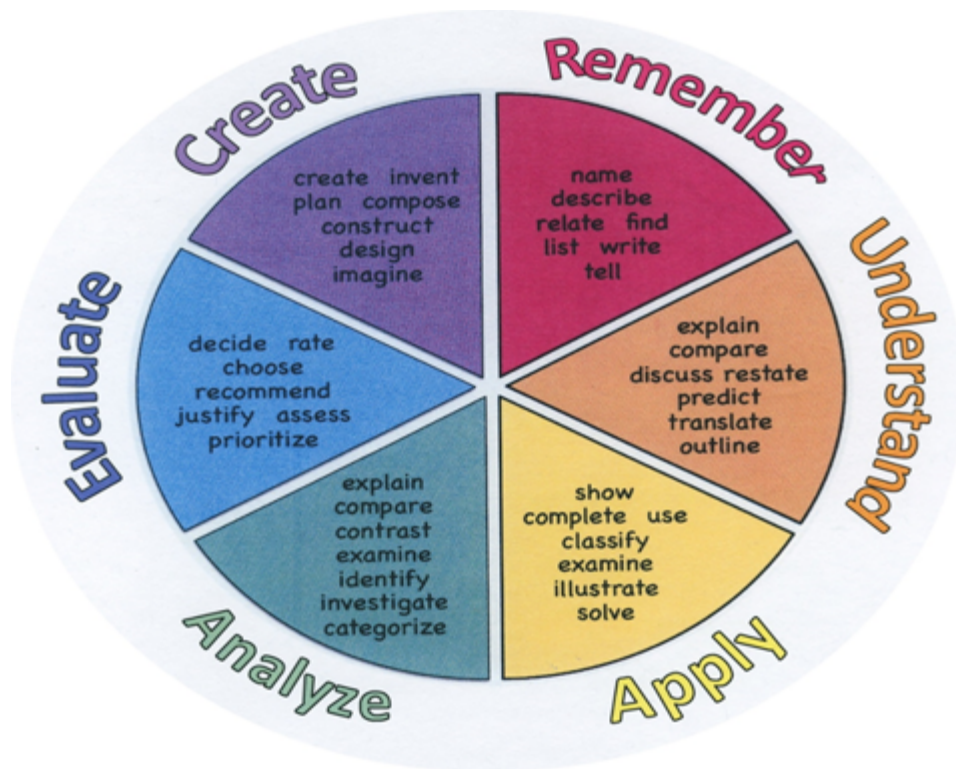 Create
create invent
plan compose
construct
design
imagine
Remember
name
describe
relate find
list write
tell
Understand
explain
compare
discuss restate
predict
translate
outline
Apply
show
complete use
classify
examine
illustrate
solve
Analyze
explain
compare
contrast
examine
identify
investigate
categorize
Evaluate
decide rate
choose
recommend
justify assess
prioritize